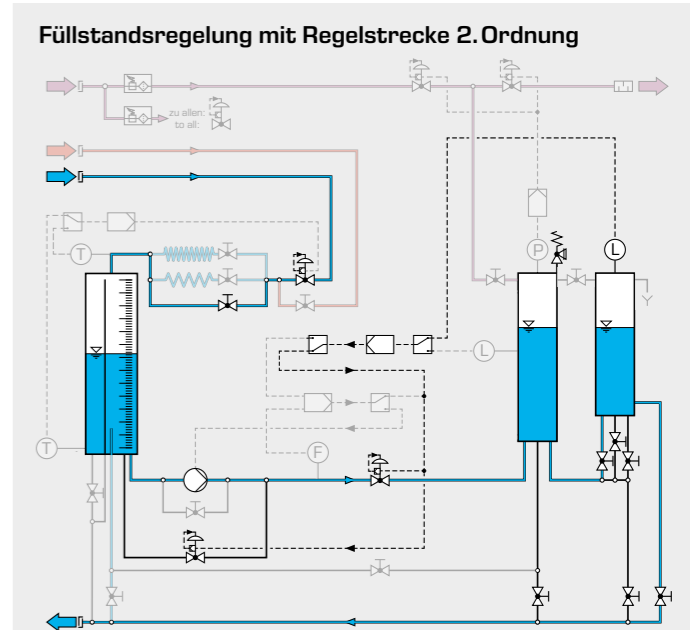 Füllstandsregelung mit Regelstrecke 2. Ordnung
zu allen:
to all:
P
L
T
L
T
F